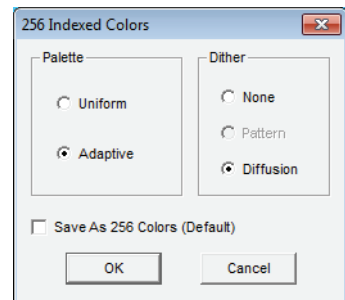 256 Indexed Colors
Palette
Uniform
Adaptive
Dither
None
Pattern
Diffusion
Save As 256 Colors (Default)
OK
Cancel